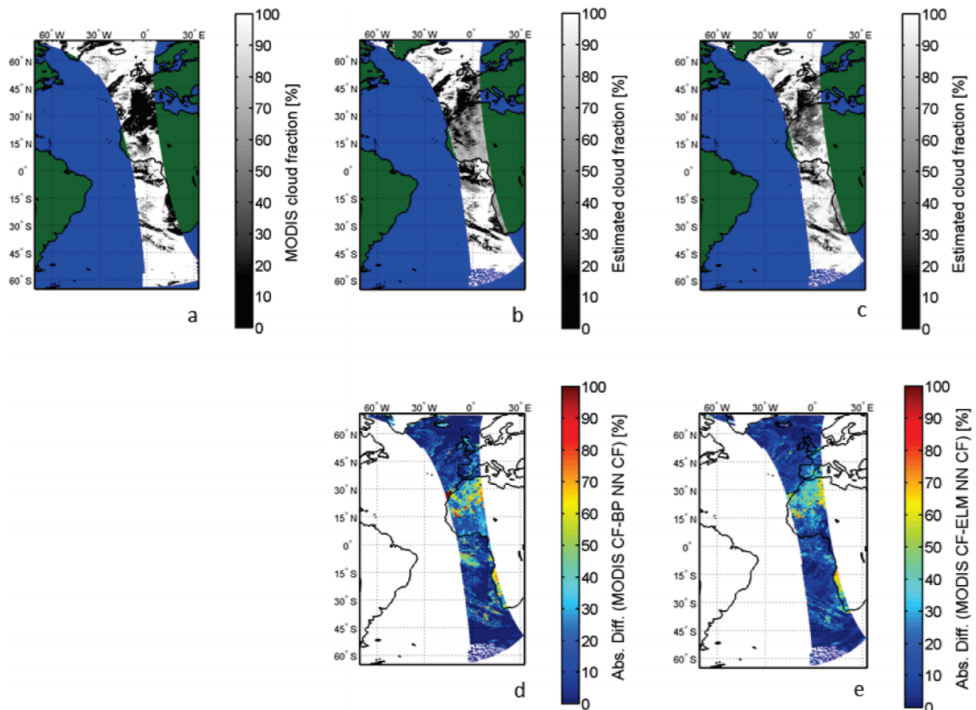 60° W 0° 30° E
60° N
45° N
30° N
15° N
0°
15° S
30° S
45° S
60° S
100
90
80
70
60
50
40
30
20
10
0
MODIS cloud fraction [%]
a
60° W 0° 30° E
60° N
45° N
30° N
15° N
0°
15° S
30° S
45° S
60° S
100
90
80
70
60
50
40
30
20
10
0
Estimated cloud fraction [%]
b
60° W 0° 30° E
60° N
45° N
30° N
15° N
0°
15° S
30° S
45° S
60° S
100
90
80
70
60
50
40
30
20
10
0
Estimated cloud fraction [%]
c
60° W 0° 30° E
60° N
45° N
30° N
15° N
0°
15° S
30° S
45° S
60° S
100
90
80
70
60
50
40
30
20
10
0
Abs. Diff. (MODIS CF-BP NN CF) [%]
d
60° W 0° 30° E
60° N
45° N
30° N
15° N
0°
15° S
30° S
45° S
60° S
100
90
80
70
60
50
40
30
20
10
0
Abs. Diff. (MODIS CF-ELM NN CF) [%]
e